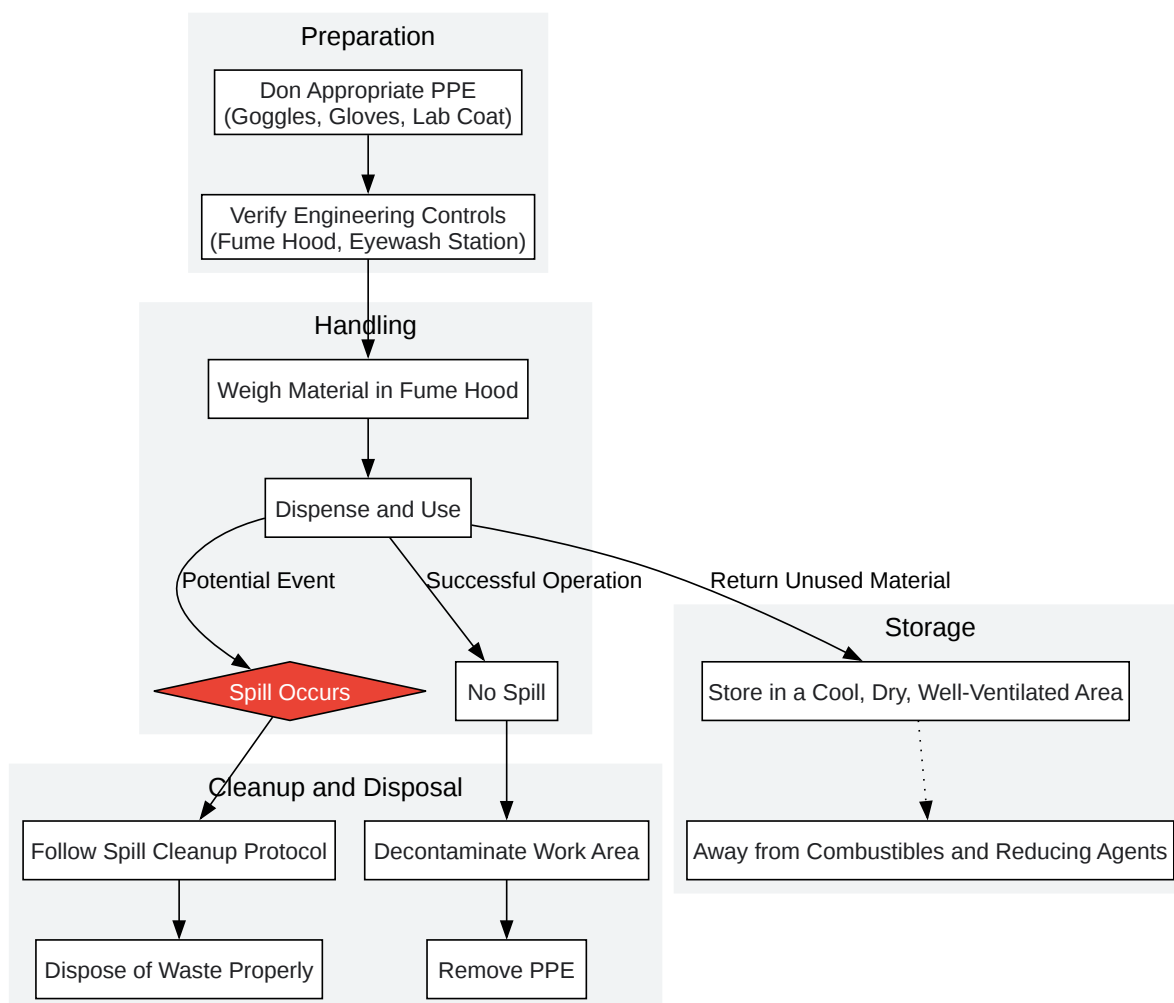 Preparation
Don Appropriate PPE
(Goggles, Gloves, Lab Coat)
Verify Engineering Controls
(Fume Hood, Eyewash Station)
Handling
Weigh Material in Fume Hood
Dispense and Use
Potential Event
Successful Operation
Return Unused Material
Spill Occurs
No Spill
Storage
Store in a Cool, Dry, Well-Ventilated Area
Away from Combustibles and Reducing Agents
Cleanup and Disposal
Follow Spill Cleanup Protocol
Decontaminate Work Area
Dispose of Waste Properly
Remove PPE